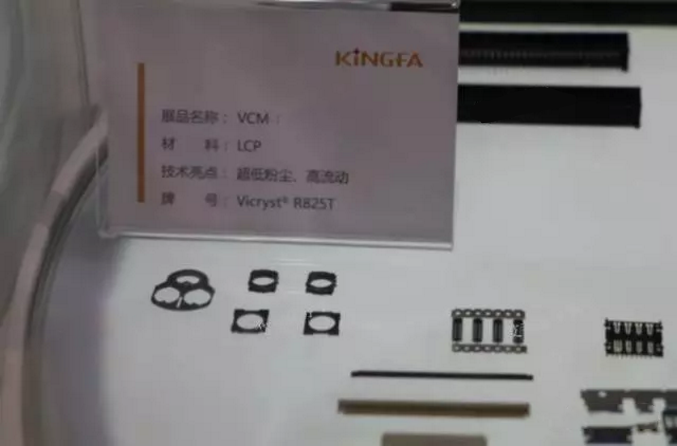 KINGFA
展品名称： VCM
材 料： LCP
技术亮点： 超低粉尘、高流动
牌 号： Vicryst® R825T